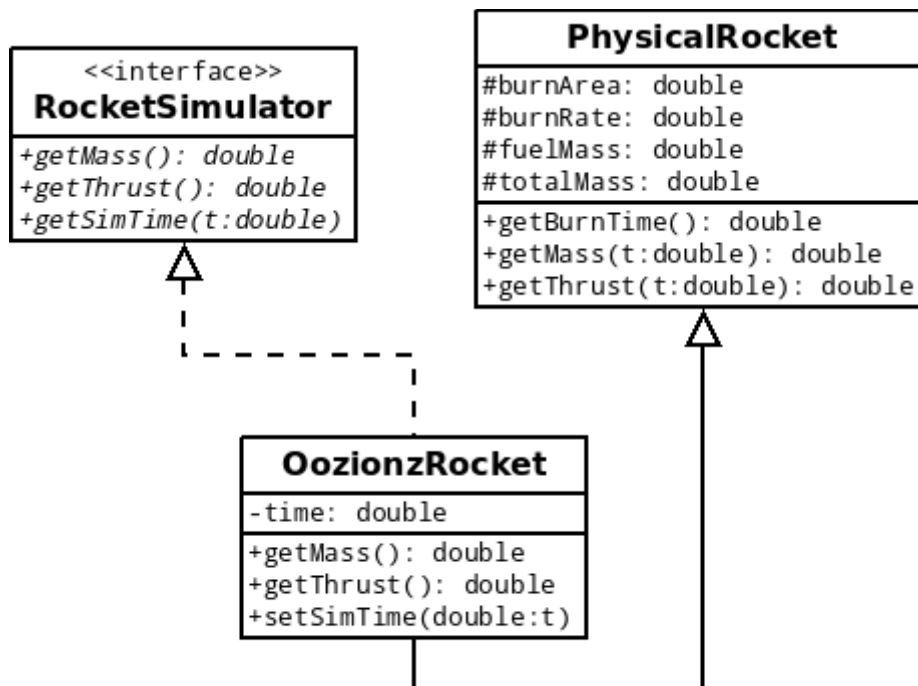 <<interface>>
RocketSimulator
+getMass(): double
+getThrust(): double
+getSimTime(t:double)
PhysicalRocket
#burnArea: double
#burnRate: double
#fuelMass: double
#totalMass: double
+getBurnTime(): double
+getMass(t:double): double
+getThrust(t:double): double
OozionzRocket
-time: double
+getMass(): double
+getThrust(): double
+setSimTime(double:t)